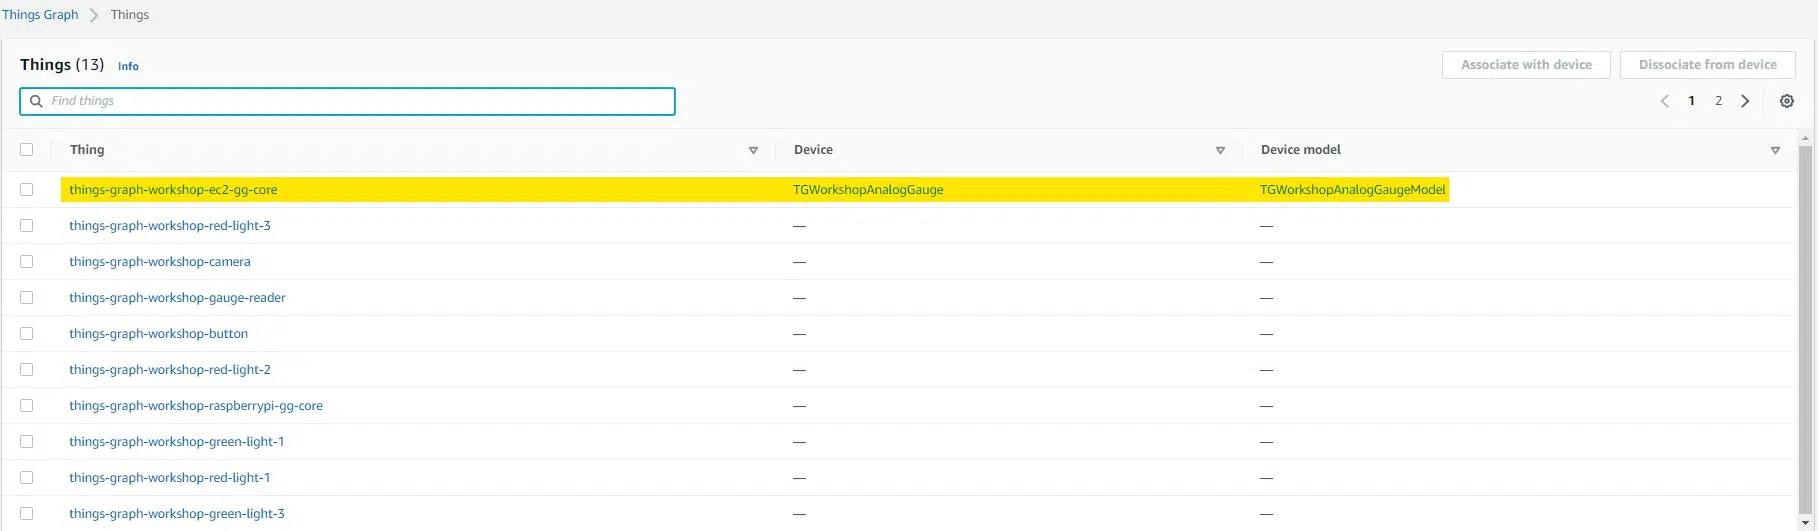 Things Graph > Things
Things (13) Info
Associate with device Dissociate from device
Find things
1 2
Thing Device Device model
things-graph-workshop-ec2-gg-core TGWorkshopAnalogGauge TGWorkshopAnalogGaugeModel
things-graph-workshop-red-light-3 — —
things-graph-workshop-camera — —
things-graph-workshop-gauge-reader — —
things-graph-workshop-button — —
things-graph-workshop-red-light-2 — —
things-graph-workshop-raspberrypi-gg-core — —
things-graph-workshop-green-light-1 — —
things-graph-workshop-red-light-1 — —
things-graph-workshop-green-light-3 — —